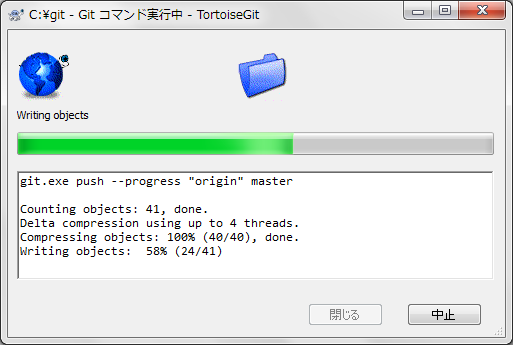 C:¥git - Git コマンド実行中 - TortoiseGit
Writing objects
git.exe push --progress "origin" master
Counting objects: 41, done.
Delta compression using up to 4 threads.
Compressing objects: 100% (40/40), done.
Writing objects:  58% (24/41)
閉じる
中止